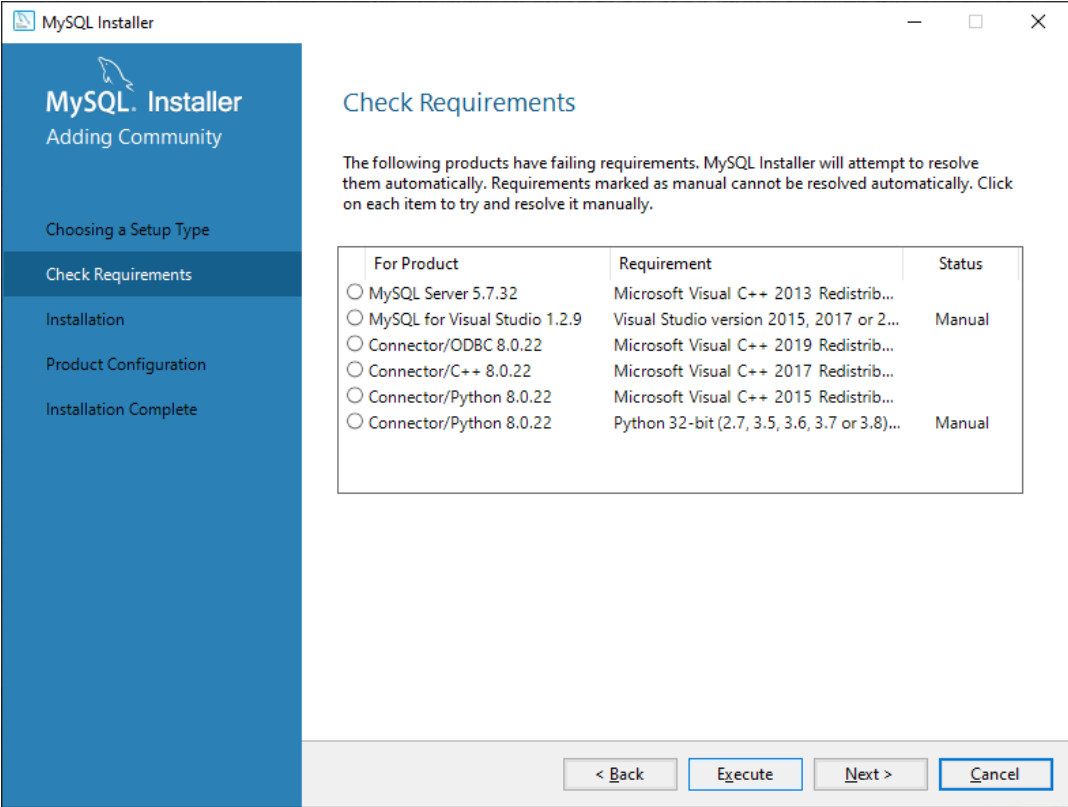 MySQL Installer
MySQL. Installer
Adding Community
Choosing a Setup Type
Check Requirements
Installation
Product Configuration
Installation Complete
Check Requirements
The following products have failing requirements. MySQL Installer will attempt to resolve
them automatically. Requirements marked as manual cannot be resolved automatically. Click
on each item to try and resolve it manually.
For Product Requirement Status
MySQL Server 5.7.32 Microsoft Visual C++ 2013 Redistrib...
MySQL for Visual Studio 1.2.9 Visual Studio version 2015, 2017 or 2... Manual
Connector/ODBC 8.0.22 Microsoft Visual C++ 2019 Redistrib...
Connector/C++ 8.0.22 Microsoft Visual C++ 2017 Redistrib...
Connector/Python 8.0.22 Microsoft Visual C++ 2015 Redistrib...
Connector/Python 8.0.22 Python 32-bit (2.7, 3.5, 3.6, 3.7 or 3.8)... Manual
< Back Execute Next > Cancel